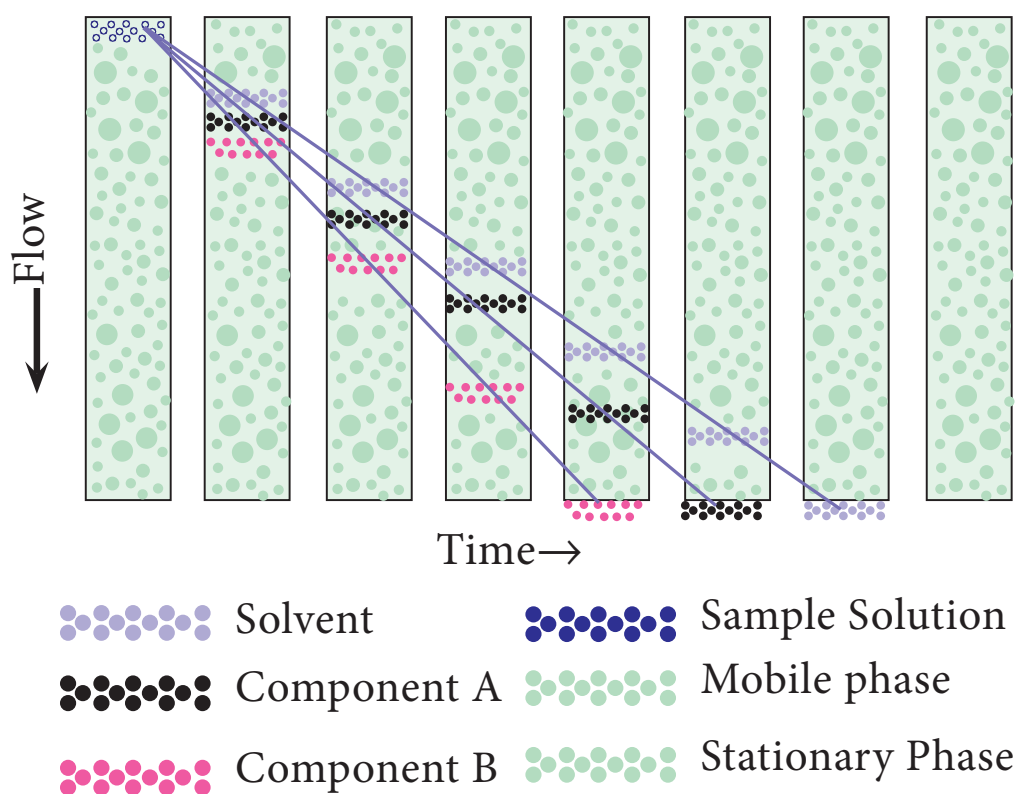 Flow
Time→
Solvent
Sample Solution
Component A
Mobile phase
Component B
Stationary Phase